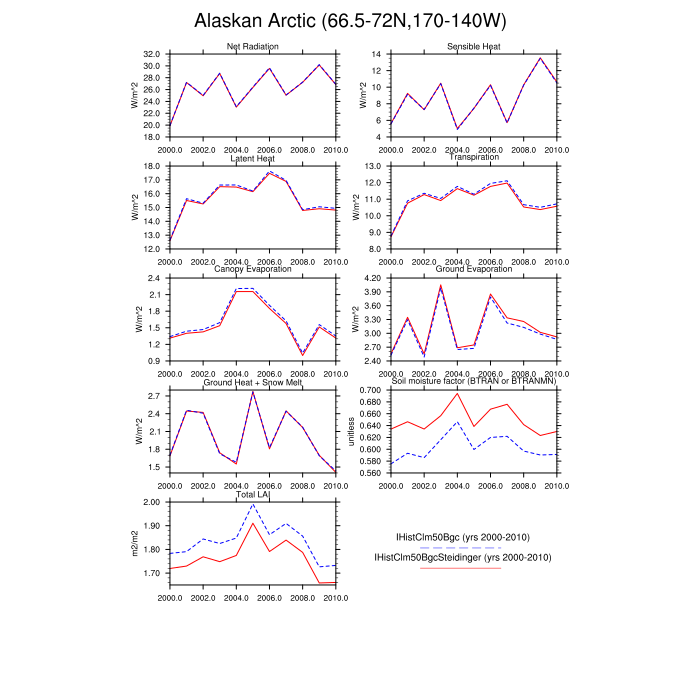 Alaskan Arctic (66.5-72N,170-140W)
Net Radiation
Sensible Heat
W/m^2
32.0
30.0
28.0
26.0
24.0
22.0
20.0
18.0
2000.0 2002.0 2004.0 2006.0 2008.0 2010.0
W/m^2
14
12
10
8
6
4
2000.0 2002.0 2004.0 2006.0 2008.0 2010.0
Latent Heat
Transpiration
W/m^2
18.0
17.0
16.0
15.0
14.0
13.0
12.0
2000.0 2002.0 2004.0 2006.0 2008.0 2010.0
W/m^2
13.0
12.0
11.0
10.0
9.0
8.0
2000.0 2002.0 2004.0 2006.0 2008.0 2010.0
Canopy Evaporation
Ground Evaporation
W/m^2
2.4
2.1
1.8
1.5
1.2
0.9
2000.0 2002.0 2004.0 2006.0 2008.0 2010.0
W/m^2
4.20
3.90
3.60
3.30
3.00
2.70
2.40
2000.0 2002.0 2004.0 2006.0 2008.0 2010.0
Ground Heat + Snow Melt
Soil moisture factor (BTRAN or BTRANMN)
W/m^2
2.7
2.4
2.1
1.8
1.5
2000.0 2002.0 2004.0 2006.0 2008.0 2010.0
unitless
0.700
0.680
0.660
0.640
0.620
0.600
0.580
0.560
2000.0 2002.0 2004.0 2006.0 2008.0 2010.0
Total LAI
m2/m2
2.00
1.90
1.80
1.70
2000.0 2002.0 2004.0 2006.0 2008.0 2010.0
IHistClm50Bgc (yrs 2000-2010)
IHistClm50BgcSteidinger (yrs 2000-2010)